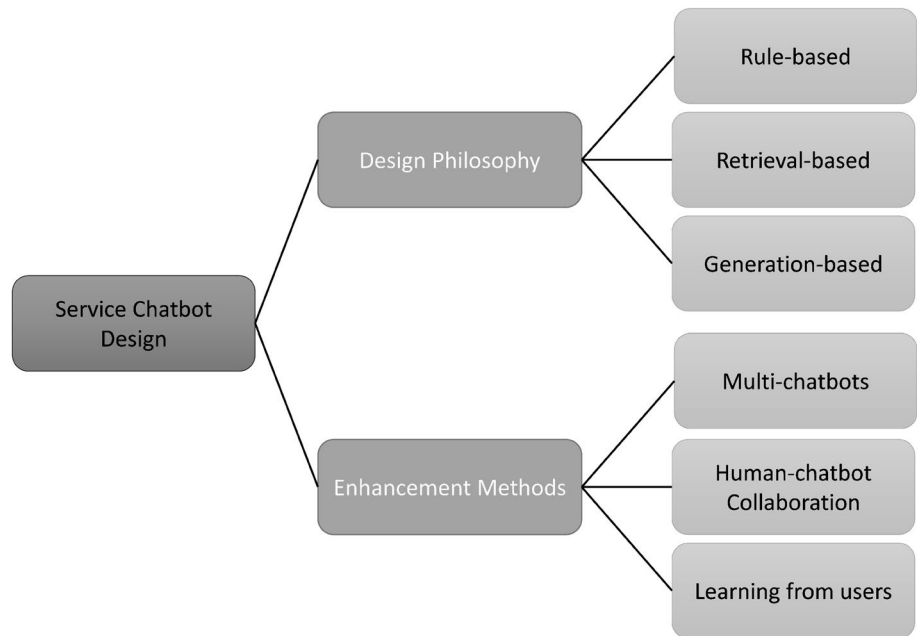 Service Chatbot
Design
Design Philosophy
Rule-based
Retrieval-based
Generation-based
Enhancement Methods
Multi-chatbots
Human-chatbot
Collaboration
Learning from users